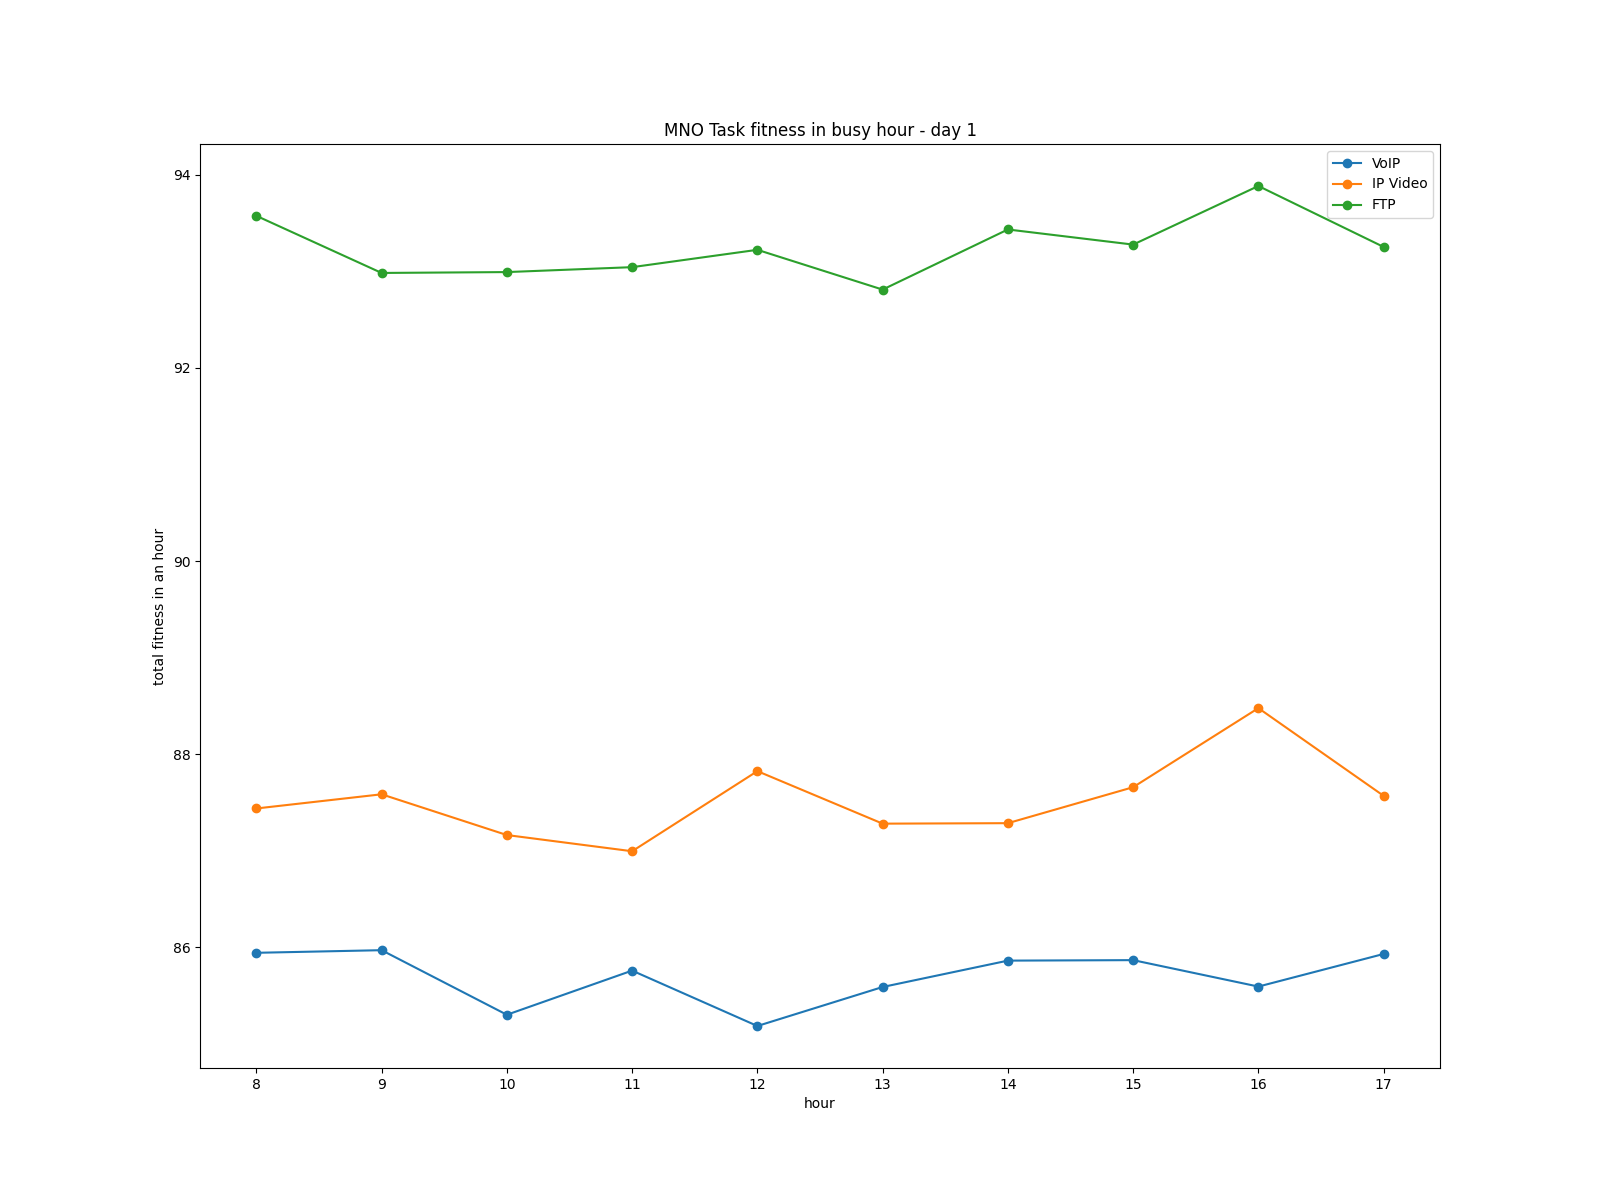 MNO Task fitness in busy hour - day 1
VoIP
IP Video
FTP
94
92
90
88
86
total fitness in an hour
8 9 10 11 12 13 14 15 16 17
hour